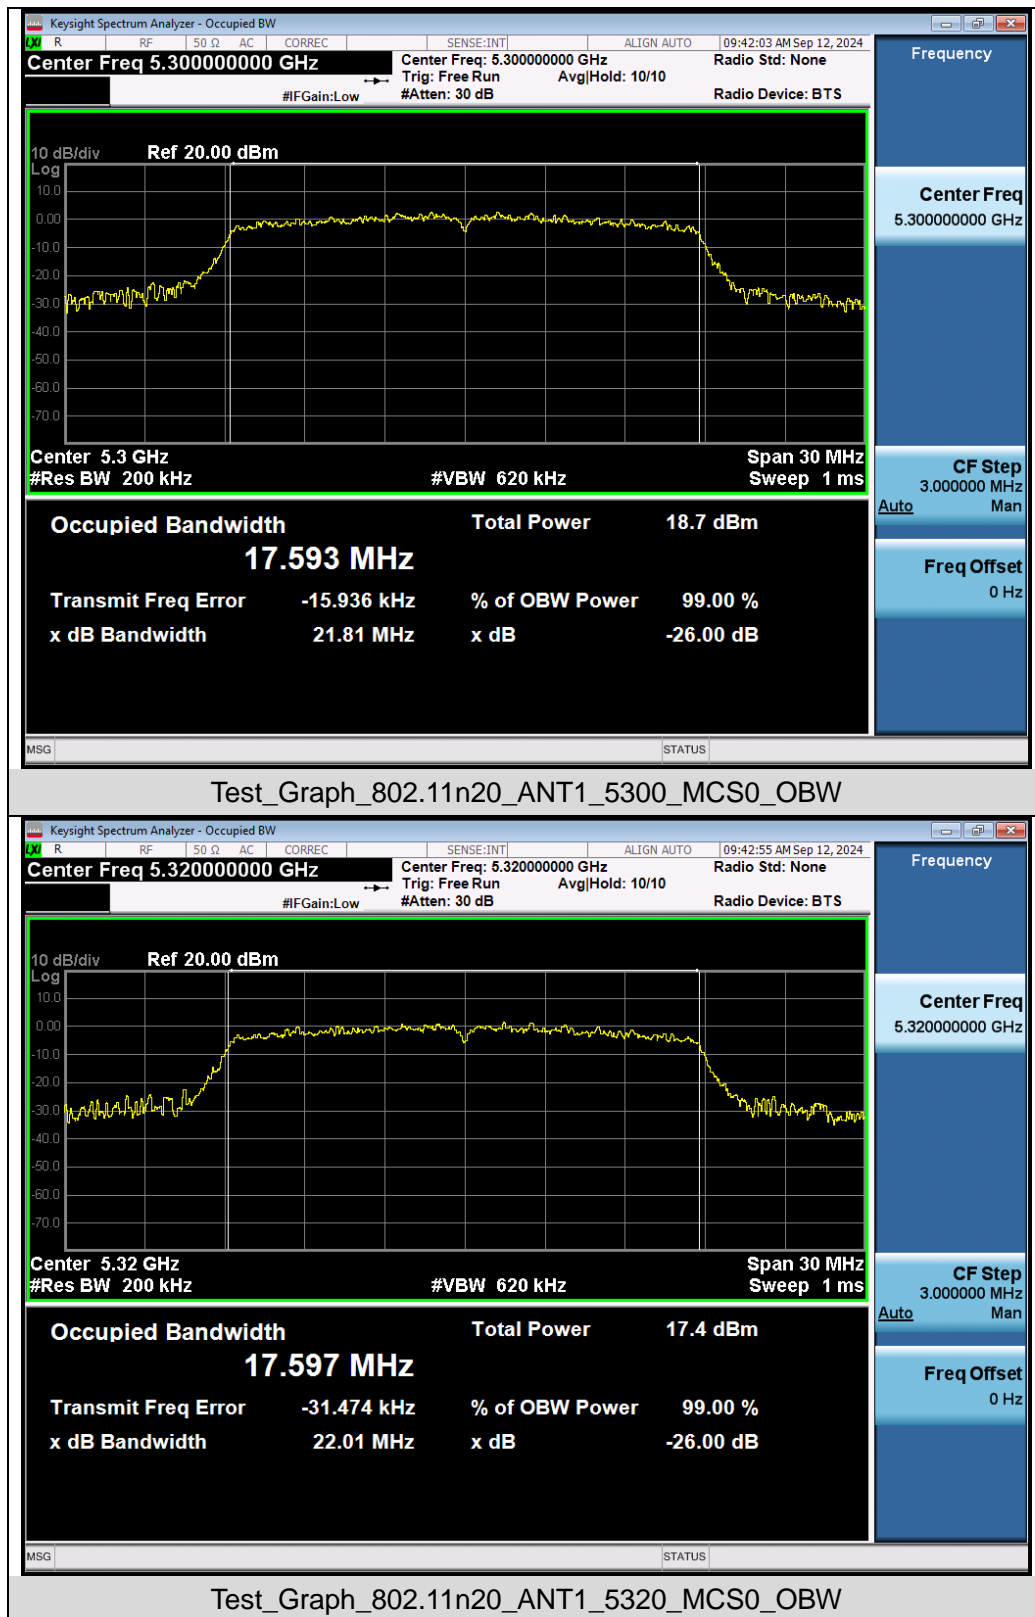 Keysight Spectrum Analyzer - Occupied BW
LXI R RF 50 Ω AC CORREC SENSE:INT ALIGN AUTO 09:42:03 AM Sep 12, 2024
Center Freq 5.300000000 GHz Center Freq: 5.300000000 GHz Radio Std: None
Trig: Free Run Avg|Hold: 10/10
#IFGain:Low #Atten: 30 dB Radio Device: BTS
10 dB/div Ref 20.00 dBm
Log
10.0
0.00
-10.0
-20.0
-30.0
-40.0
-50.0
-60.0
-70.0
Center 5.3 GHz Span 30 MHz
#Res BW 200 kHz #VBW 620 kHz Sweep 1 ms
Occupied Bandwidth Total Power 18.7 dBm
17.593 MHz
Transmit Freq Error -15.936 kHz % of OBW Power 99.00 %
x dB Bandwidth 21.81 MHz x dB -26.00 dB
MSG STATUS
Frequency
Center Freq
5.300000000 GHz
CF Step
3.000000 MHz
Auto Man
Freq Offset
0 Hz
Test_Graph_802.11n20_ANT1_5300_MCS0_OBW
Keysight Spectrum Analyzer - Occupied BW
LXI R RF 50 Ω AC CORREC SENSE:INT ALIGN AUTO 09:42:55 AM Sep 12, 2024
Center Freq 5.320000000 GHz Center Freq: 5.320000000 GHz Radio Std: None
Trig: Free Run Avg|Hold: 10/10
#IFGain:Low #Atten: 30 dB Radio Device: BTS
10 dB/div Ref 20.00 dBm
Log
10.0
0.00
-10.0
-20.0
-30.0
-40.0
-50.0
-60.0
-70.0
Center 5.32 GHz Span 30 MHz
#Res BW 200 kHz #VBW 620 kHz Sweep 1 ms
Occupied Bandwidth Total Power 17.4 dBm
17.597 MHz
Transmit Freq Error -31.474 kHz % of OBW Power 99.00 %
x dB Bandwidth 22.01 MHz x dB -26.00 dB
MSG STATUS
Frequency
Center Freq
5.320000000 GHz
CF Step
3.000000 MHz
Auto Man
Freq Offset
0 Hz
Test_Graph_802.11n20_ANT1_5320_MCS0_OBW